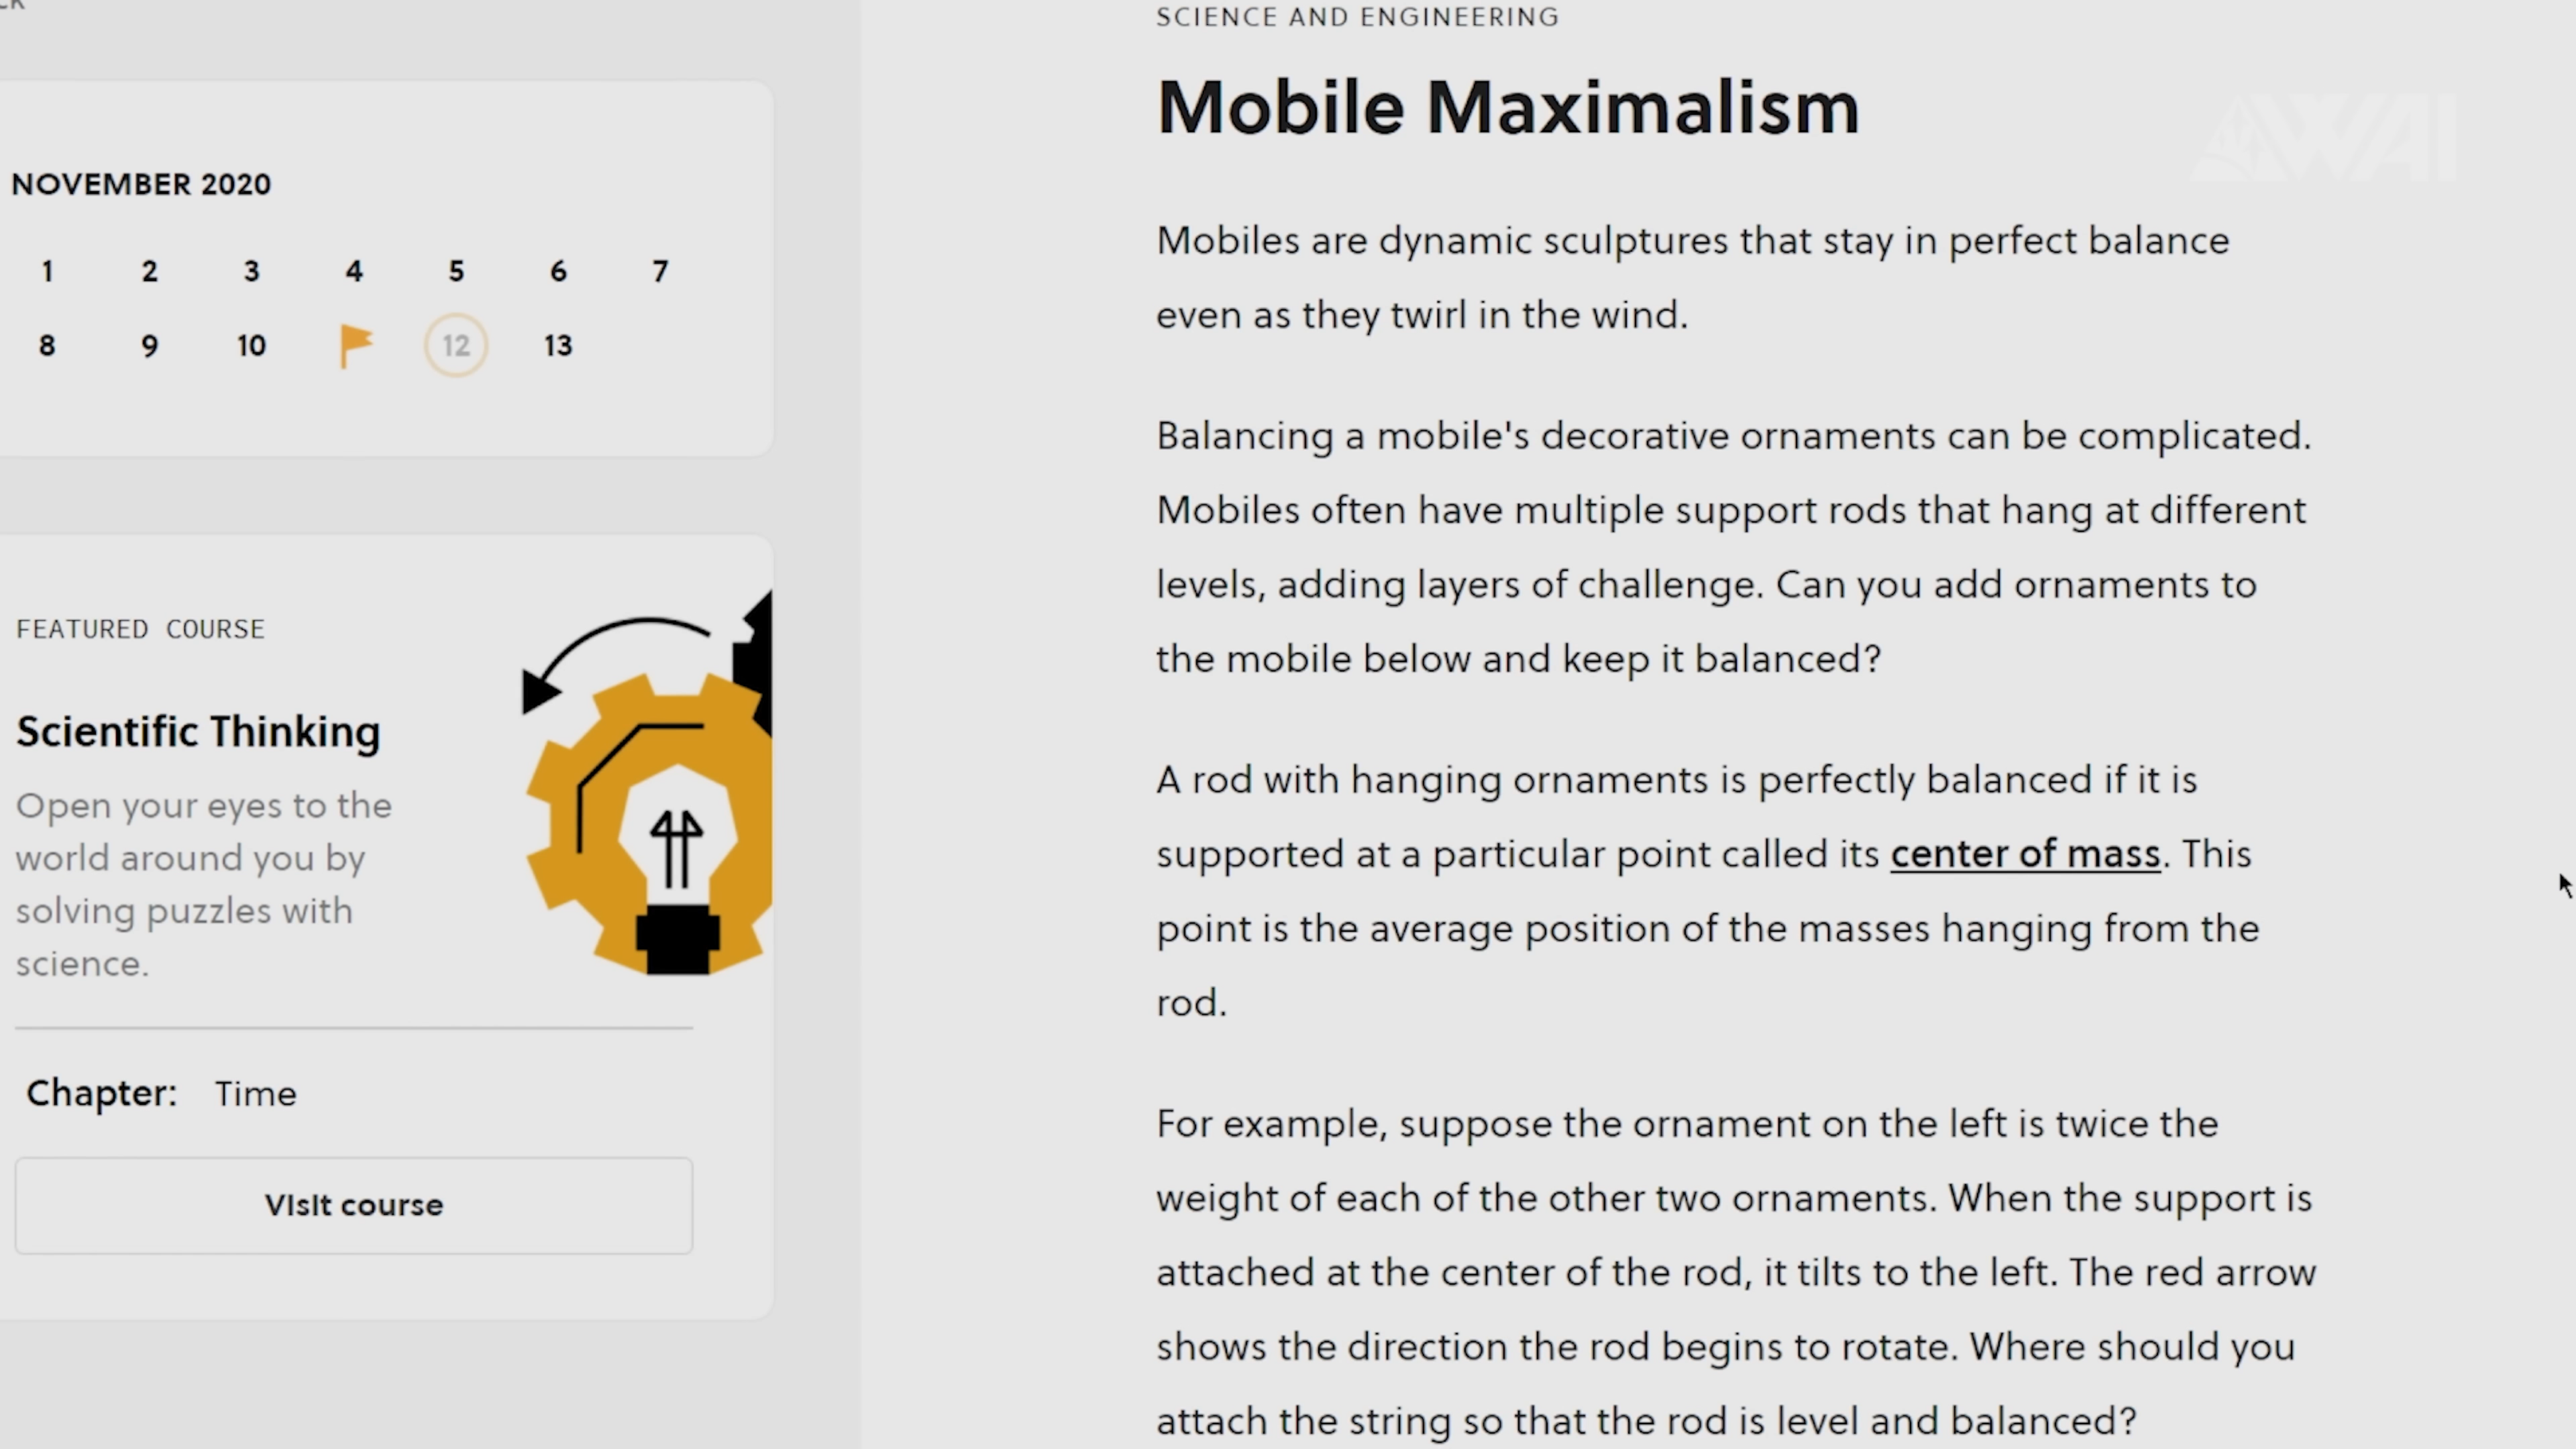 NOVEMBER 2020
1 2 3 4 5 6 7
8 9 10 12 13
FEATURED COURSE
Scientific Thinking
Open your eyes to the
world around you by
solving puzzles with
science.
Chapter: Time
VIsIt course
SCIENCE AND ENGINEERING
Mobile Maximalism
Mobiles are dynamic sculptures that stay in perfect balance
even as they twirl in the wind.
Balancing a mobile's decorative ornaments can be complicated.
Mobiles often have multiple support rods that hang at different
levels, adding layers of challenge. Can you add ornaments to
the mobile below and keep it balanced?
A rod with hanging ornaments is perfectly balanced if it is
supported at a particular point called its center of mass. This
point is the average position of the masses hanging from the
rod.
For example, suppose the ornament on the left is twice the
weight of each of the other two ornaments. When the support is
attached at the center of the rod, it tilts to the left. The red arrow
shows the direction the rod begins to rotate. Where should you
attach the string so that the rod is level and balanced?